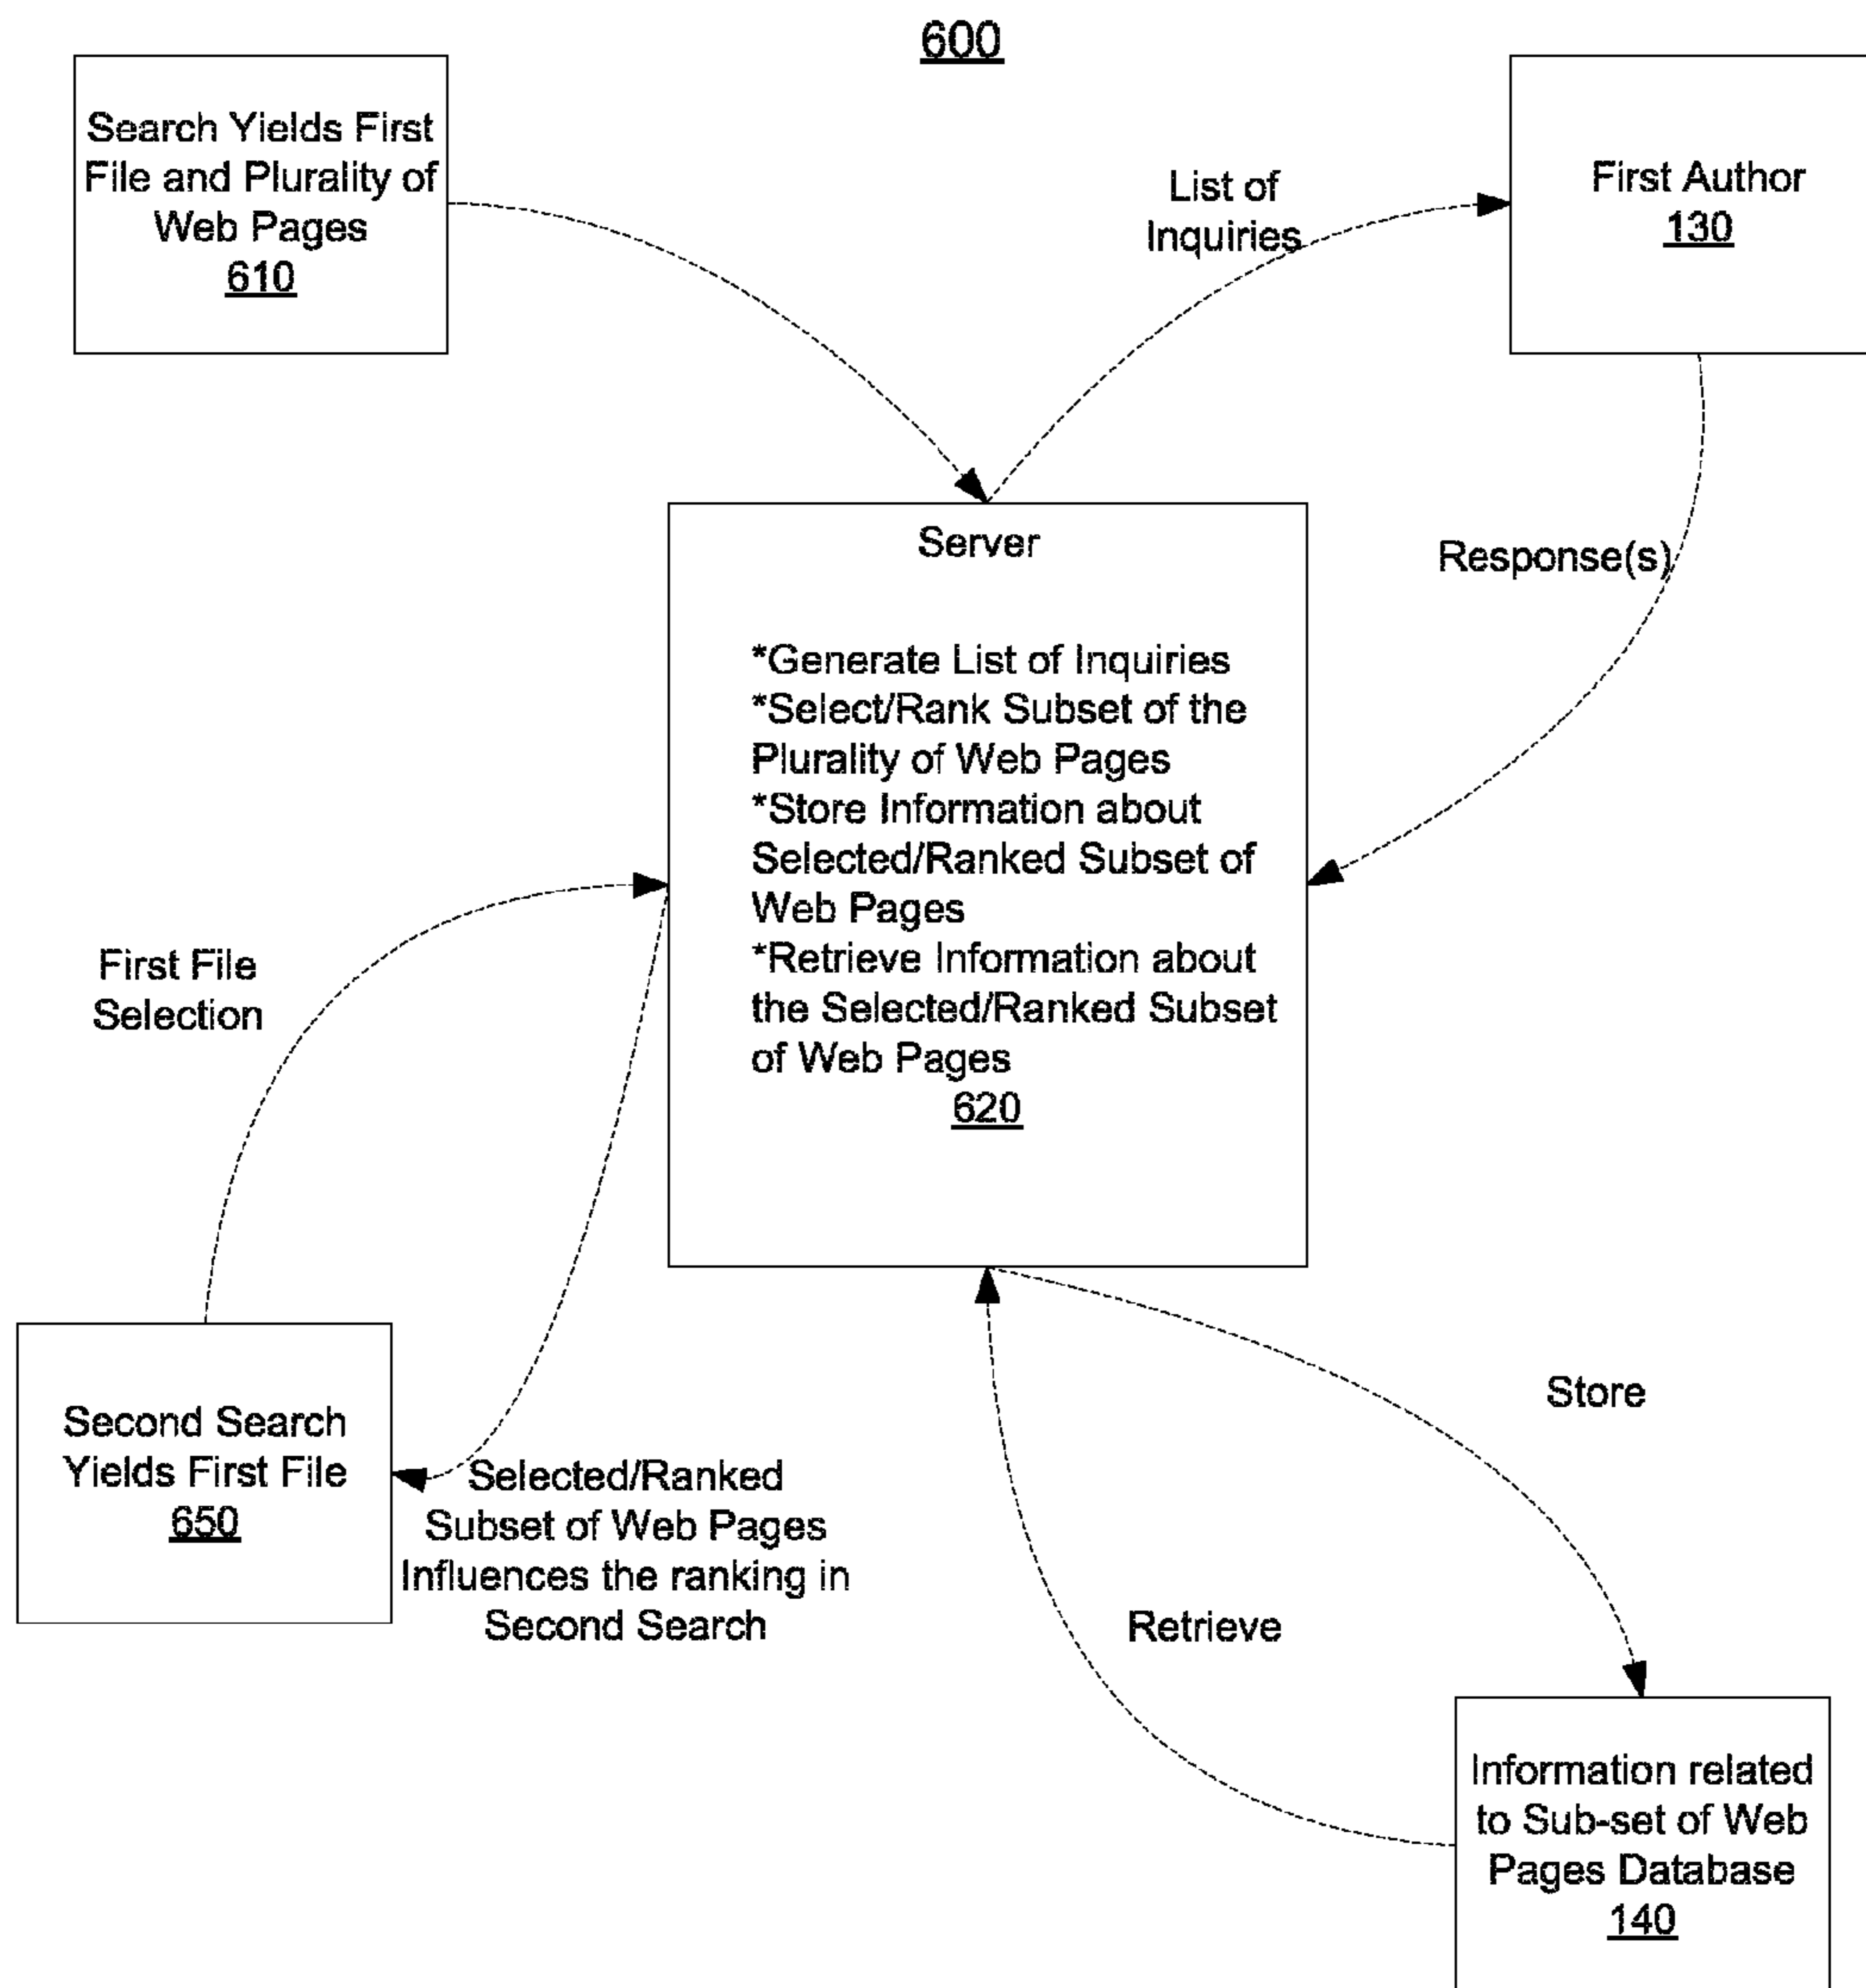 600
Search Yields First
File and Plurality of
Web Pages
610
List of
Inquiries
First Author
130
Response(s)
Server
*Generate List of Inquiries
*Select/Rank Subset of the
Plurality of Web Pages
*Store Information about
Selected/Ranked Subset of
Web Pages
*Retrieve Information about
the Selected/Ranked Subset
of Web Pages
620
First File
Selection
Second Search
Yields First File
650
Selected/Ranked
Subset of Web Pages
Influences the ranking in
Second Search
Store
Retrieve
Information related
to Sub-set of Web
Pages Database
140